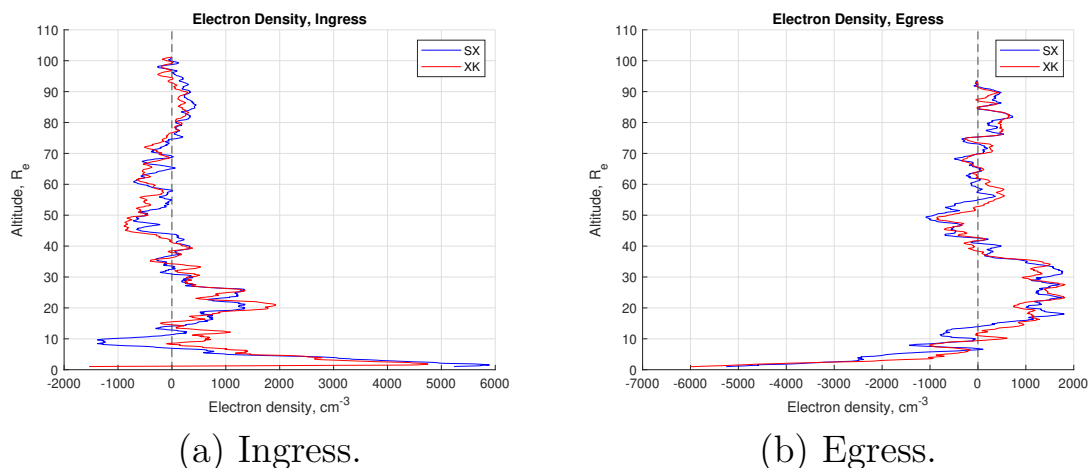 Electron Density, Ingress
110
100
90
80
70
60
50
40
30
20
10
0
Altitude, R_e
-2000 -1000 0 1000 2000 3000 4000 5000 6000
Electron density, cm^-3
SX
XK
(a) Ingress.
Electron Density, Egress
110
100
90
80
70
60
50
40
30
20
10
0
Altitude, R_e
-7000 -6000 -5000 -4000 -3000 -2000 -1000 0 1000 2000
Electron density, cm^-3
SX
XK
(b) Egress.